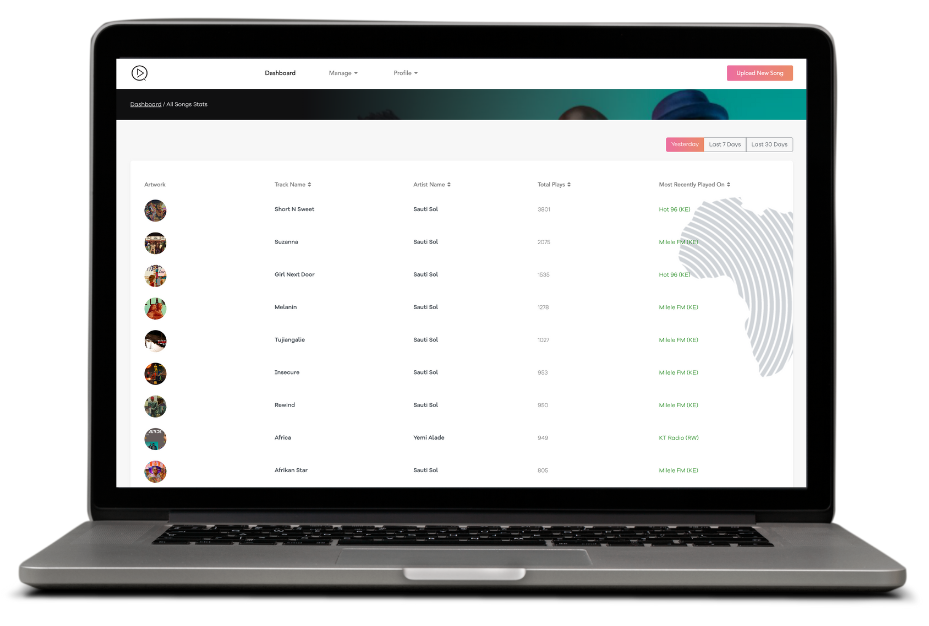 Dashboard
Manage
Profile
Upload New Song
Dashboard / All Songs Stats
Yesterday
Last 7 Days
Last 30 Days
Artwork
Track Name
Artist Name
Total Plays
Most Recently Played On
Short N Sweet
Sauti Sol
3801
Hot 96 (KE)
Suzanna
Sauti Sol
Milele FM (KE)
Girl Next Door
Sauti Sol
1535
Hot 96 (KE)
Melanin
Sauti Sol
1278
Milele FM (KE)
Tujiangalie
Sauti Sol
1027
Milele FM (KE)
Insecure
Sauti Sol
Milele FM (KE)
Rewind
Sauti Sol
950
Milele FM (KE)
Africa
Yemi Alade
949
KT Radio (RW)
Afrikan Star
Sauti Sol
805
Milele FM (KE)